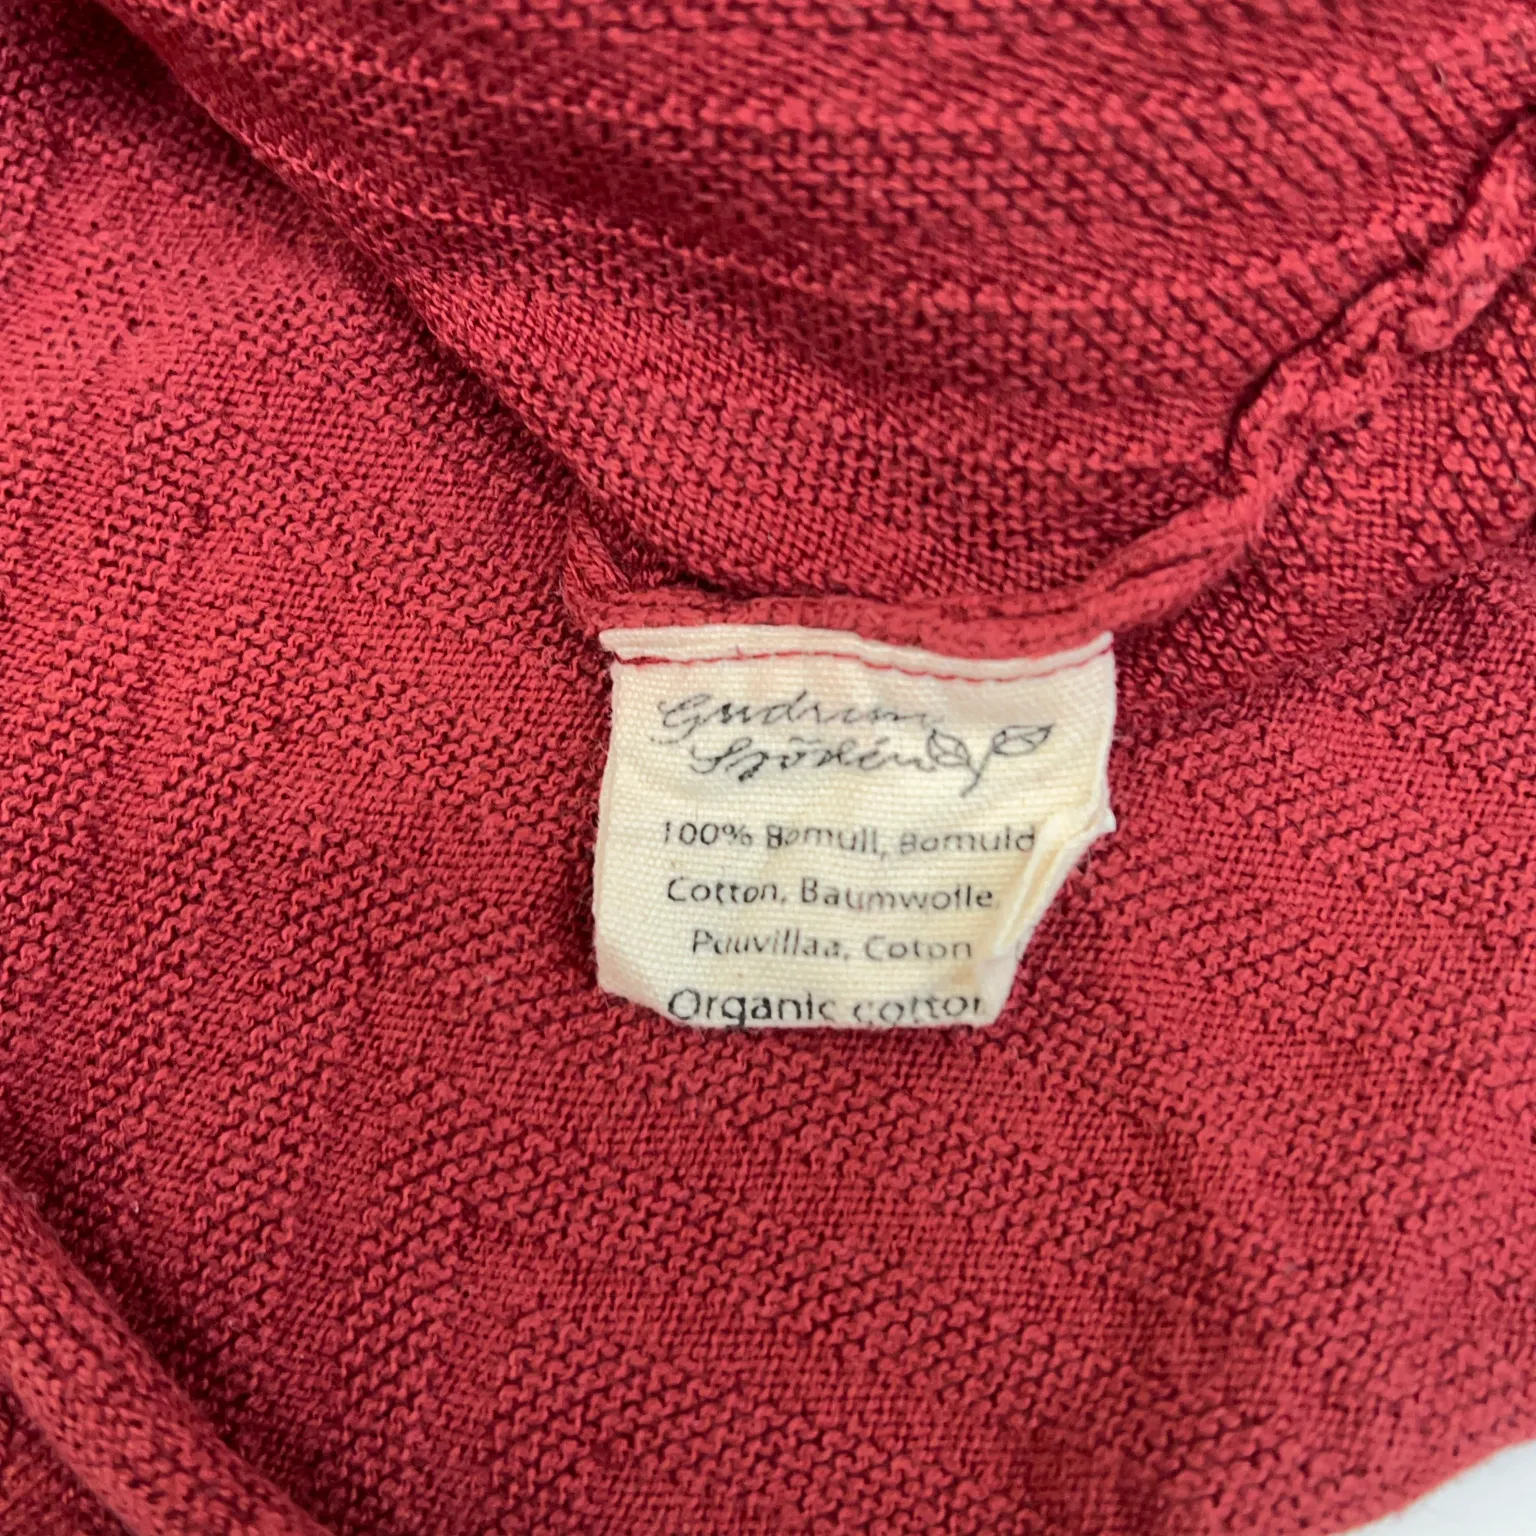 Gudrun
Sjödén
100% Bomull, Bomuld
Cotton, Baumwolle,
Puuvillaa, Coton
Organic cotton